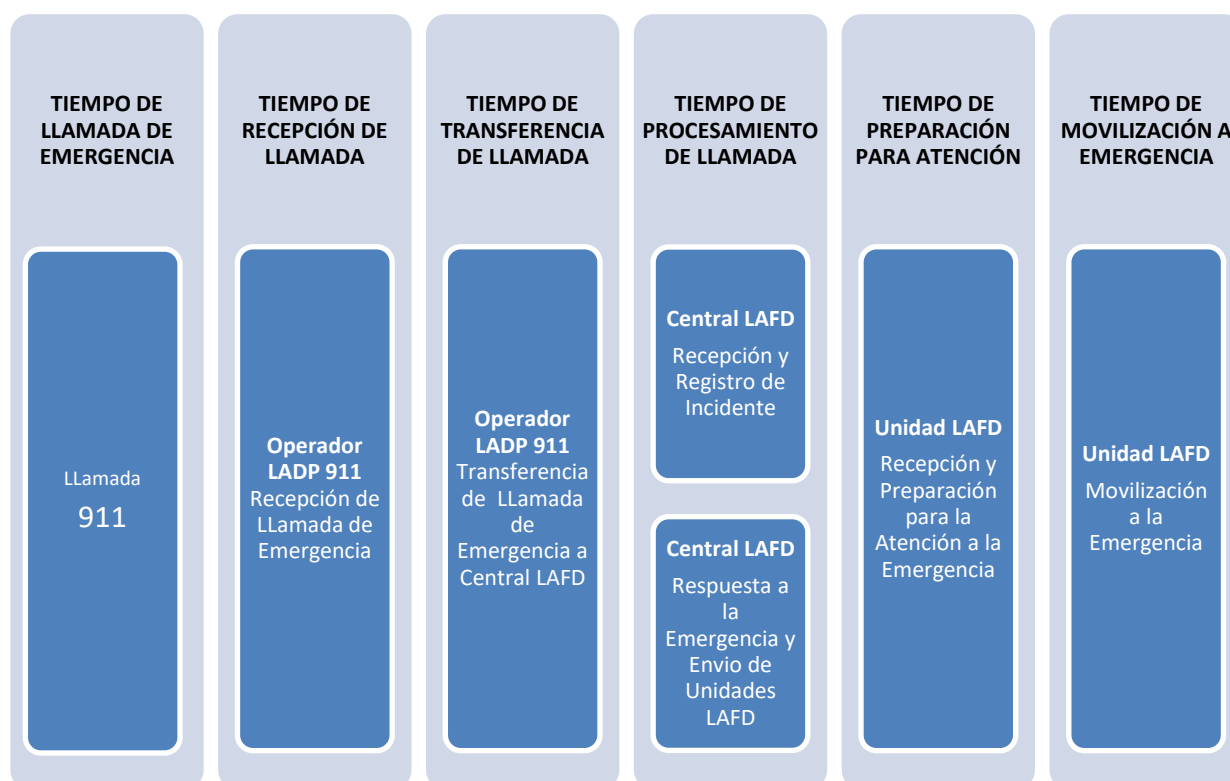 TIEMPO DE
LLAMADA DE
EMERGENCIA
LLamada
911
TIEMPO DE
RECEPCIÓN DE
LLAMADA
Operador
LADP 911
Recepción de
LLamada de
Emergencia
TIEMPO DE
TRANSFERENCIA
DE LLAMADA
Operador
LADP 911
Transferencia
de LLamada
de
Emergencia a
Central LAFD
TIEMPO DE
PROCESAMIENTO
DE LLAMADA
Central LAFD
Recepción y
Registro de
Incidente
Central LAFD
Respuesta a
la
Emergencia y
Envio de
Unidades
LAFD
TIEMPO DE
PREPARACIÓN
PARA ATENCIÓN
Unidad LAFD
Recepción y
Preparación
para la
Atención a la
Emergencia
TIEMPO DE
MOVILIZACIÓN A
EMERGENCIA
Unidad LAFD
Movilización
a la
Emergencia